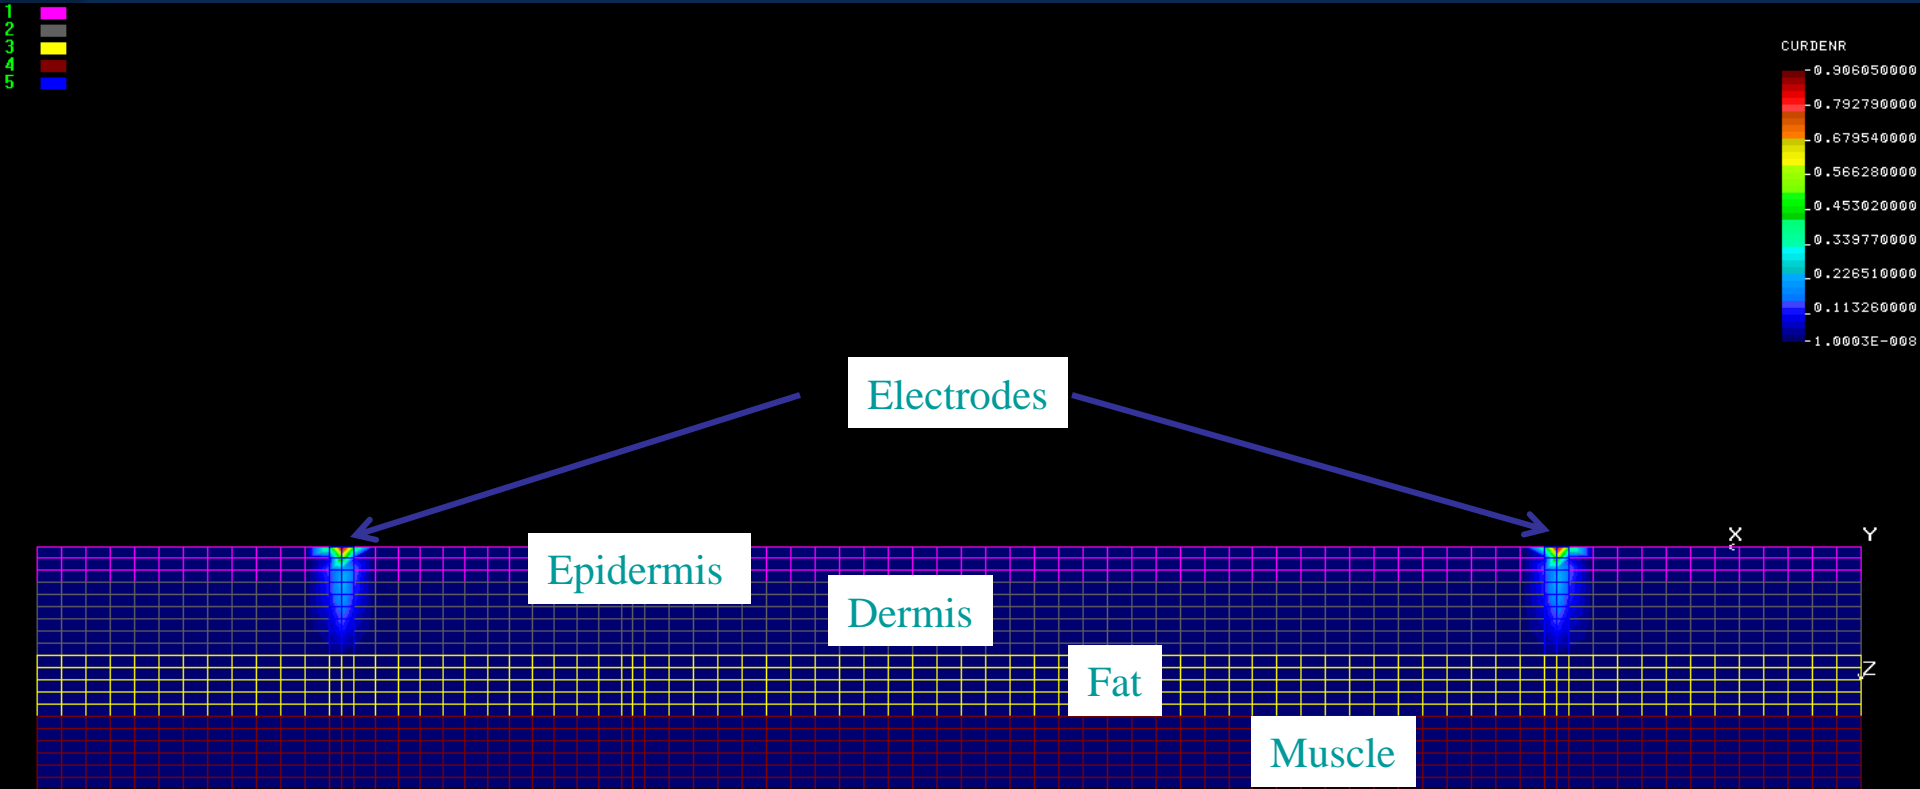 1
2
3
4
5
CURDENR
0.906050000
0.792790000
0.679540000
0.566280000
0.453020000
0.339770000
0.226510000
0.113260000
1.0003E-008
Electrodes
X
Y
Epidermis
Dermis
Fat
Z
Muscle